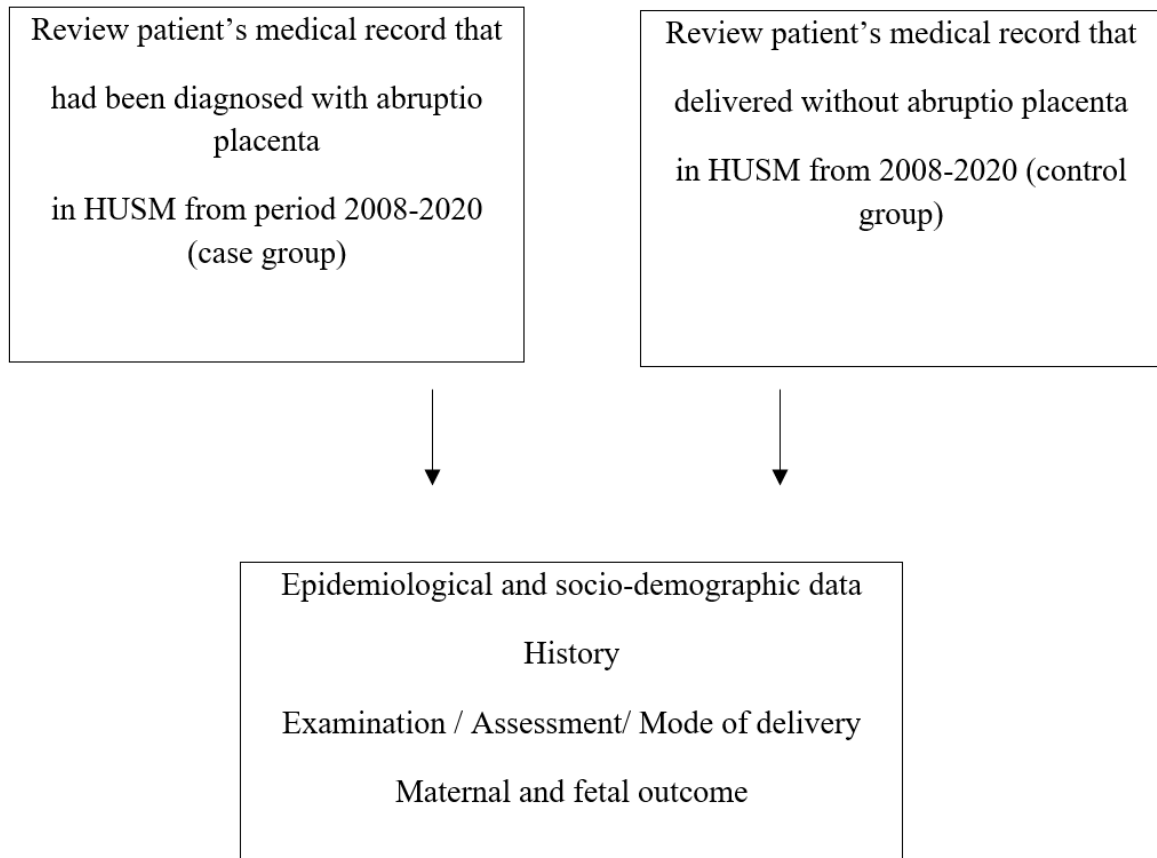 Review patient’s medical record that
had been diagnosed with abruptio
placenta
in HUSM from period 2008-2020
(case group)
Review patient’s medical record that
delivered without abruptio placenta
in HUSM from 2008-2020 (control
group)
Epidemiological and socio-demographic data
History
Examination / Assessment/ Mode of delivery
Maternal and fetal outcome